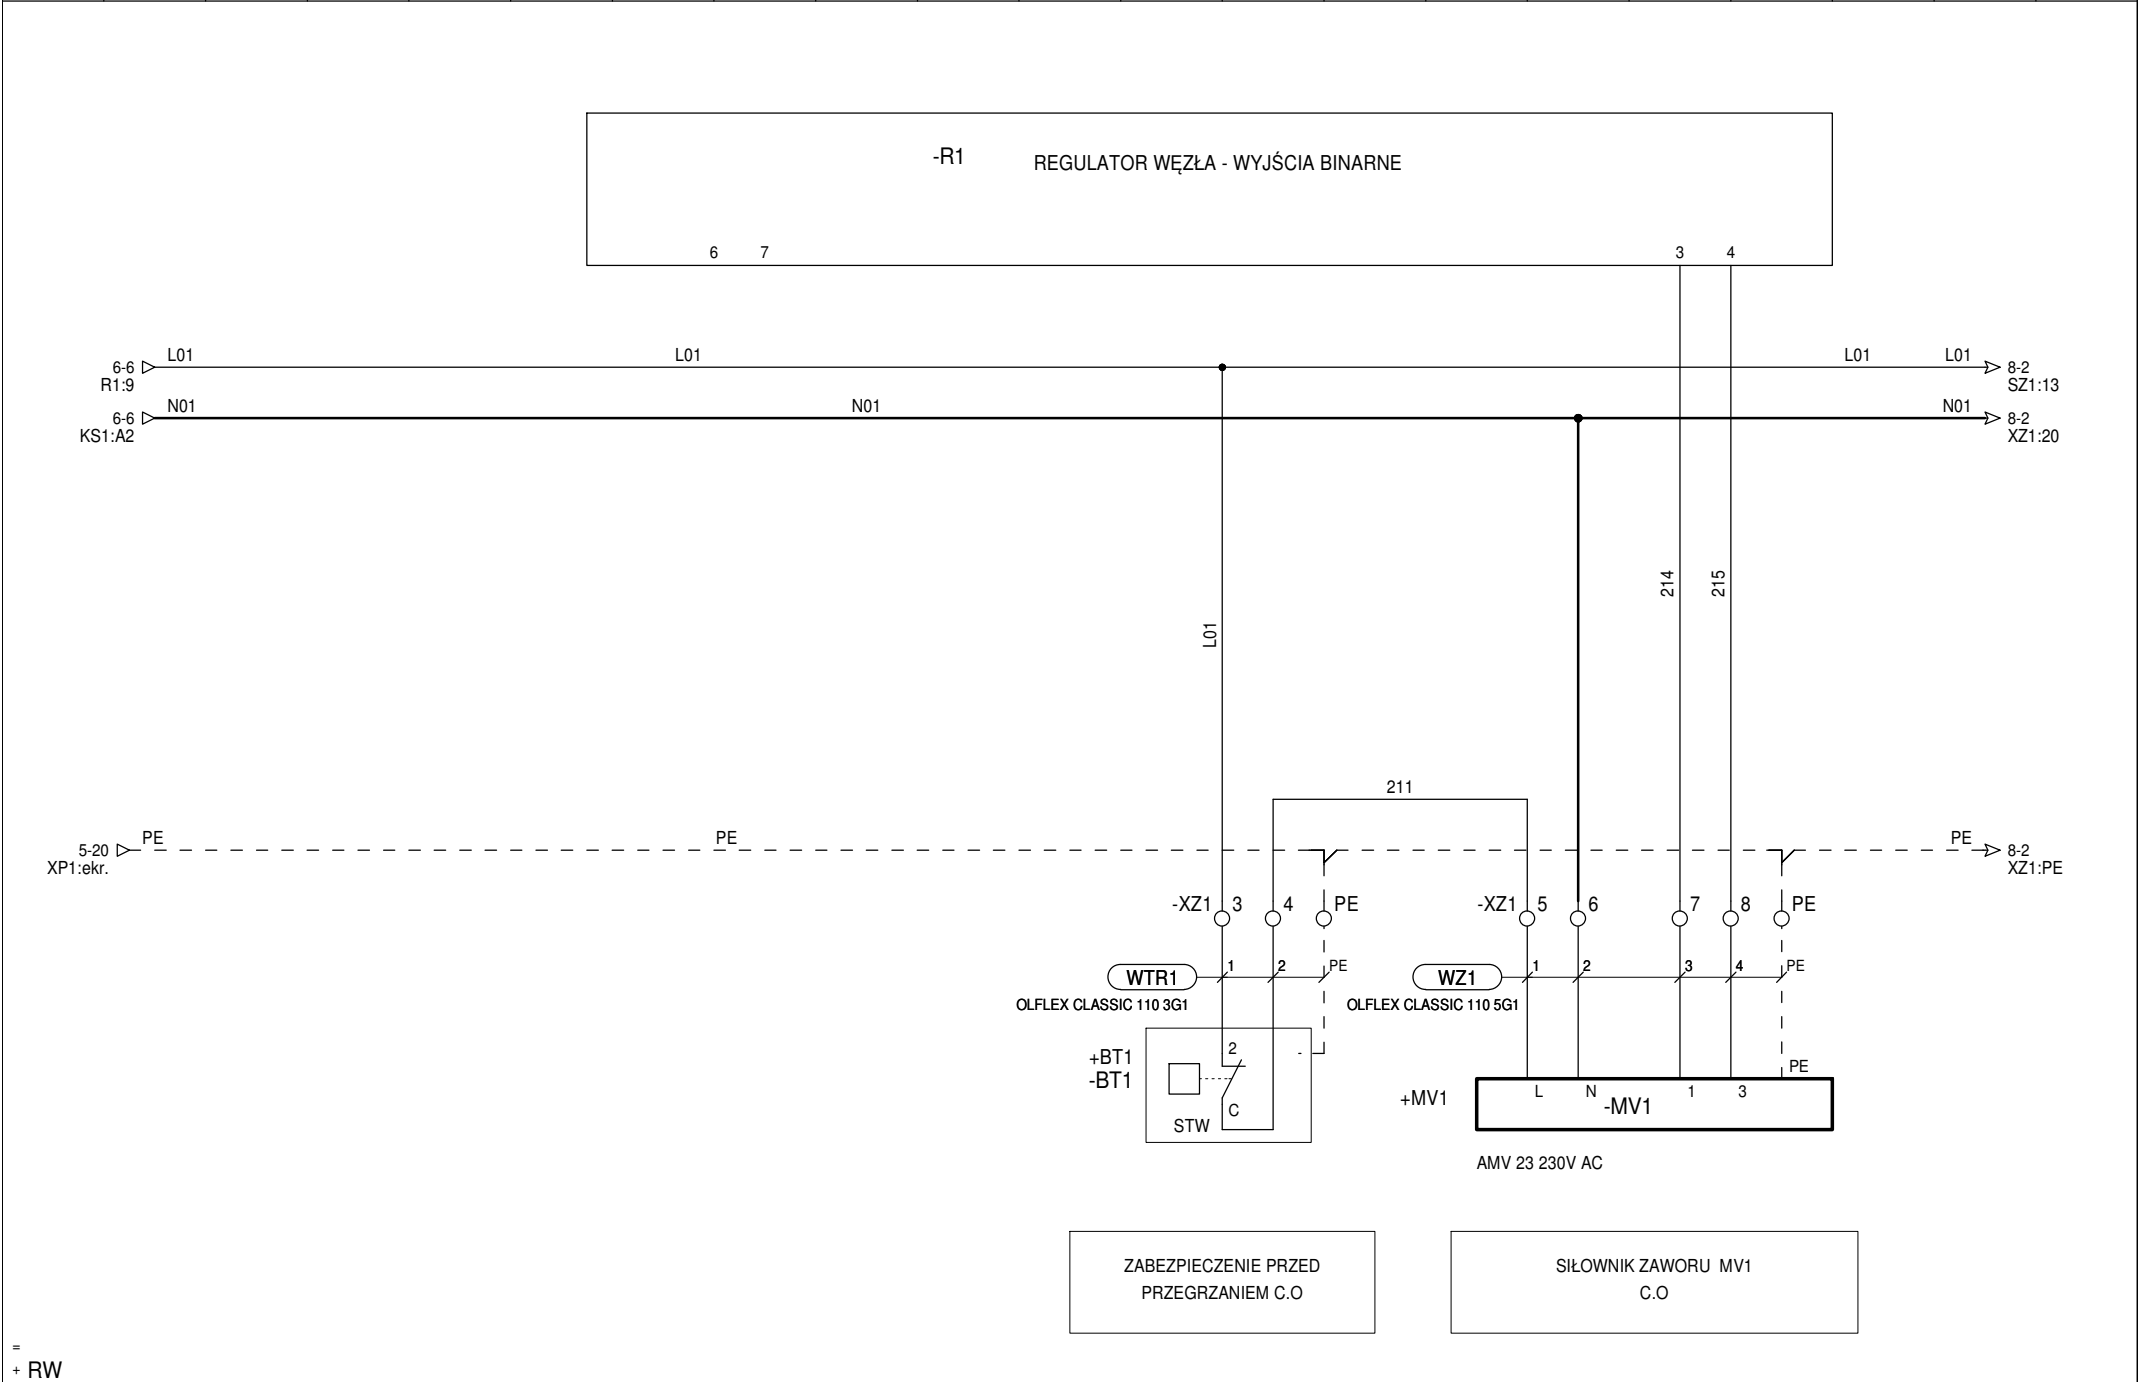 -R1 REGULATOR WĘZŁA - WYJŚCIA BINARNE
6 7 3 4
L01 L01 L01 L01
6-6 8-2
R1:9 SZ1:13
N01 N01 N01
6-6 8-2
KS1:A2 XZ1:20
214 215
L01
211
PE PE PE
5-20 8-2
XP1:ekr. XZ1:PE
-XZ1 3 4 PE -XZ1 5 6 7 8 PE
WTR1 1 2 PE WZ1 1 2 3 4 PE
OLFLEX CLASSIC 110 3G1 OLFLEX CLASSIC 110 5G1
+BT1 2 -
-BT1
PE
+MV1 L N -MV1 1 3
C
STW
AMV 23 230V AC
ZABEZPIECZENIE PRZED
PRZEGRZANIEM C.O
SIŁOWNIK ZAWORU MV1
C.O
=
+ RW